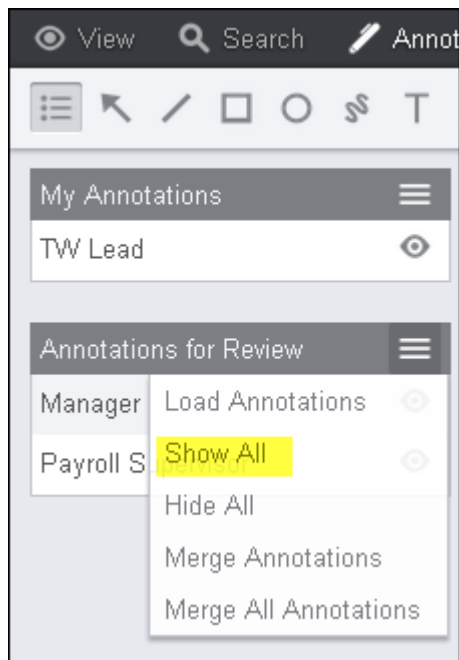 View Search Annot
T
My Annotations
TW Lead
Annotations for Review
Manager
Load Annotations
Payroll S
Show All
Hide All
Merge Annotations
Merge All Annotations